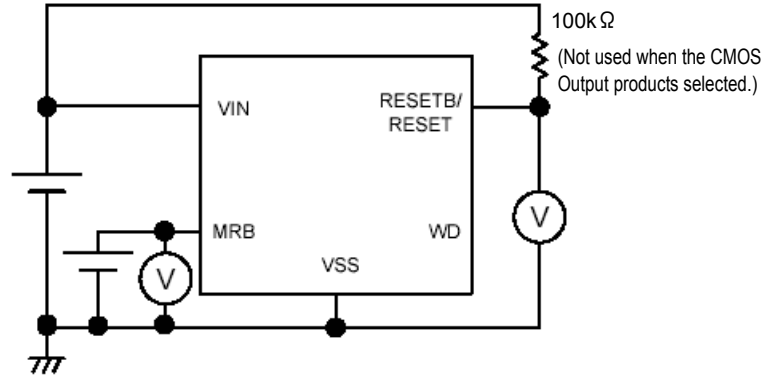 100kΩ
(Not used when the CMOS
Output products selected.)
VIN
RESETB/
RESET
V
MRB
WD
V
VSS